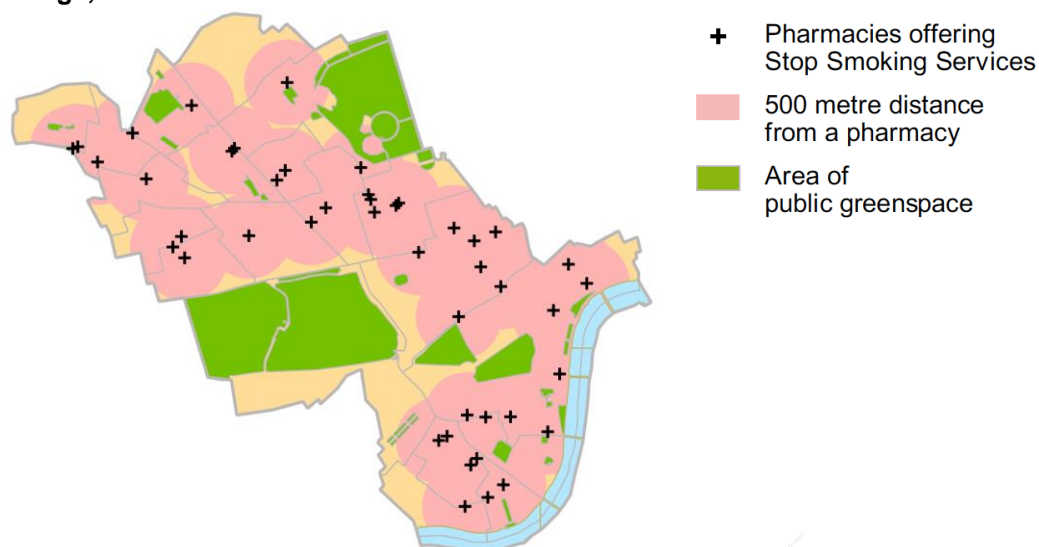 Pharmacies offering
Stop Smoking Services
500 metre distance
from a pharmacy
Area of
public greenspace